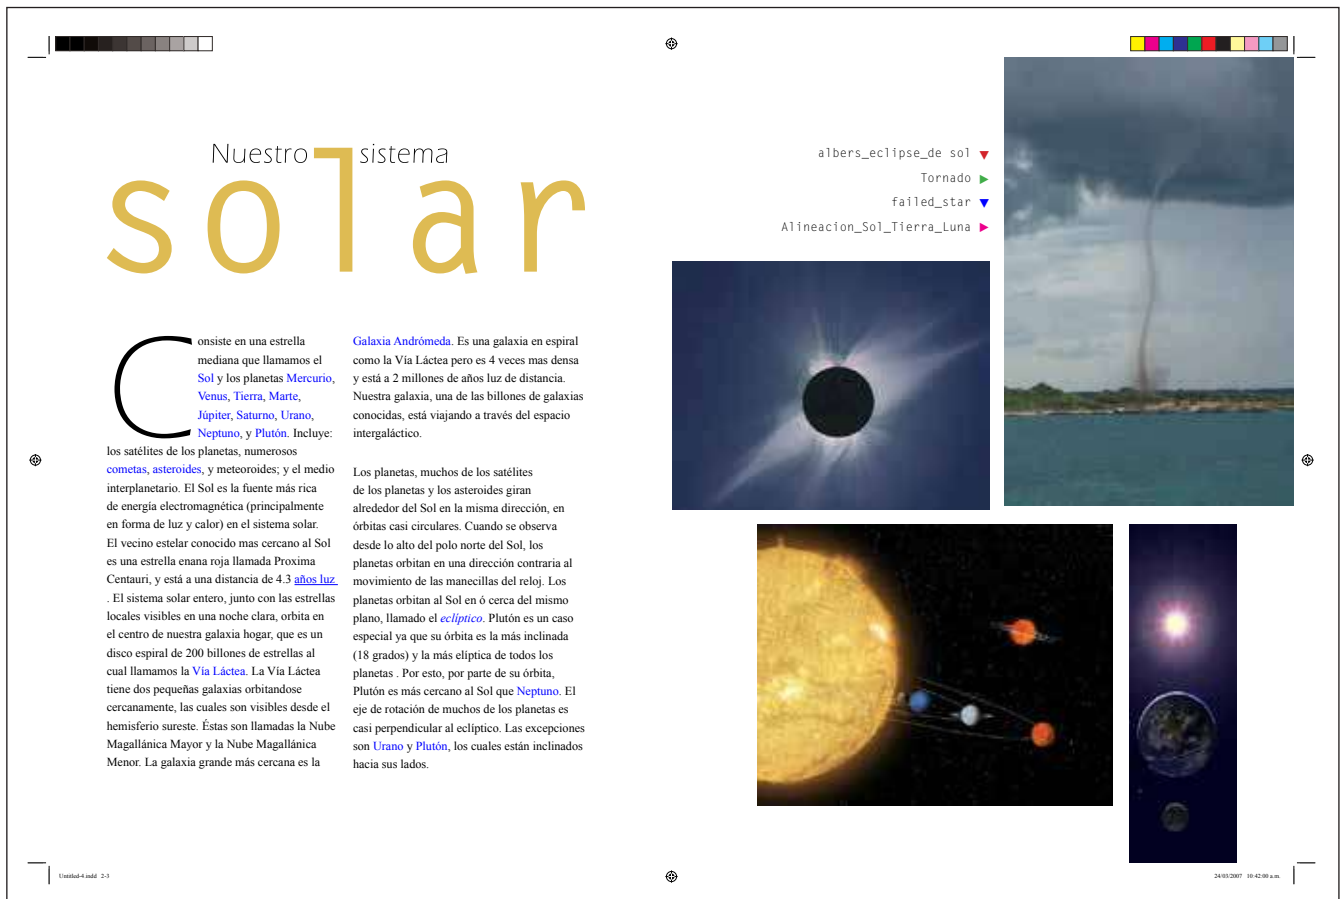 Nuestro sistema
solar
Consiste en una estrella
mediana que llamamos el
Sol y los planetas Mercurio,
Venus, Tierra, Marte,
Júpiter, Saturno, Urano,
Neptuno, y Plutón. Incluye:
los satélites de los planetas, numerosos
cometas, asteroides, y meteoroides; y el medio
interplanetario. El Sol es la fuente más rica
de energía electromagnética (principalmente
en forma de luz y calor) en el sistema solar.
El vecino estelar conocido mas cercano al Sol
es una estrella enana roja llamada Proxima
Centauri, y está a una distancia de 4.3 años luz
. El sistema solar entero, junto con las estrellas
locales visibles en una noche clara, orbita en
el centro de nuestra galaxia hogar, que es un
disco espiral de 200 billones de estrellas al
cual llamamos la Vía Láctea. La Vía Láctea
tiene dos pequeñas galaxias orbitandose
cercanamente, las cuales son visibles desde el
hemisferio sureste. Éstas son llamadas la Nube
Magallánica Mayor y la Nube Magallánica
Menor. La galaxia grande más cercana es la
Galaxia Andrómeda. Es una galaxia en espiral
como la Vía Láctea pero es 4 veces mas densa
y está a 2 millones de años luz de distancia.
Nuestra galaxia, una de las billones de galaxias
conocidas, está viajando a través del espacio
intergaláctico.
Los planetas, muchos de los satélites
de los planetas y los asteroides giran
alrededor del Sol en la misma dirección, en
órbitas casi circulares. Cuando se observa
desde lo alto del polo norte del Sol, los
planetas orbitan en una dirección contraria al
movimiento de las manecillas del reloj. Los
planetas orbitan al Sol en ó cerca del mismo
plano, llamado el eclíptico. Plutón es un caso
especial ya que su órbita es la más inclinada
(18 grados) y la más elíptica de todos los
planetas . Por esto, por parte de su órbita,
Plutón es más cercano al Sol que Neptuno. El
eje de rotación de muchos de los planetas es
casi perpendicular al eclíptico. Las excepciones
son Urano y Plutón, los cuales están inclinados
hacia sus lados.
albers_eclipse_de sol
Tornado
failed_star
Alineacion_Sol_Tierra_Luna
Untitled-4.indd 2-3
24/03/2007 10:42:00 a.m.